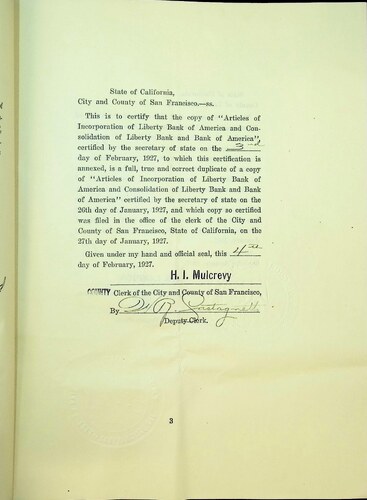 State of California,
City and County of San Francisco.—ss.
This is to certify that the copy of "Articles of
Incorporation of Liberty Bank of America and Con-
solidation of Liberty Bank and Bank of America",
certified by the secretary of state on the 3rd
day of February, 1927, to which this certification is
annexed, is a full, true and correct duplicate of a copy
of "Articles of Incorporation of Liberty Bank of
America and Consolidation of Liberty Bank and Bank
of America" certified by the secretary of state on the
26th day of January, 1927, and which copy so certified
was filed in the office of the clerk of the City and
County of San Francisco, State of California, on the
27th day of January, 1927.
Given under my hand and official seal, this 4th
day of February, 1927.
H. I. Mulcrevy
COUNTY Clerk of the City and County of San Francisco,
By
Deputy Clerk.
3